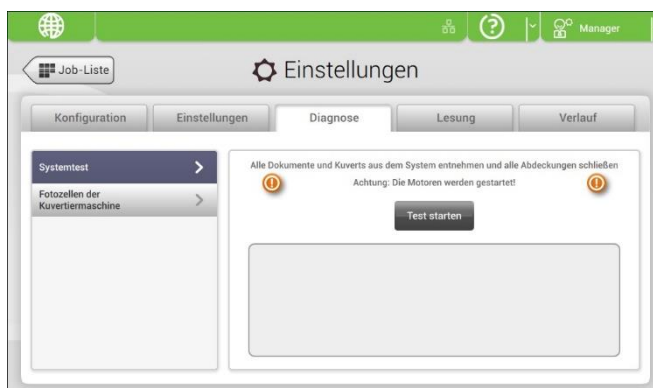 Manager
Job-Liste
Einstellungen
Konfiguration
Einstellungen
Diagnose
Lesung
Verlauf
Systemtest
Fotozellen der
Kuvertiermaschine
Alle Dokumente und Kuverts aus dem System entnehmen und alle Abdeckungen schließen
Achtung: Die Motoren werden gestartet!
Test starten